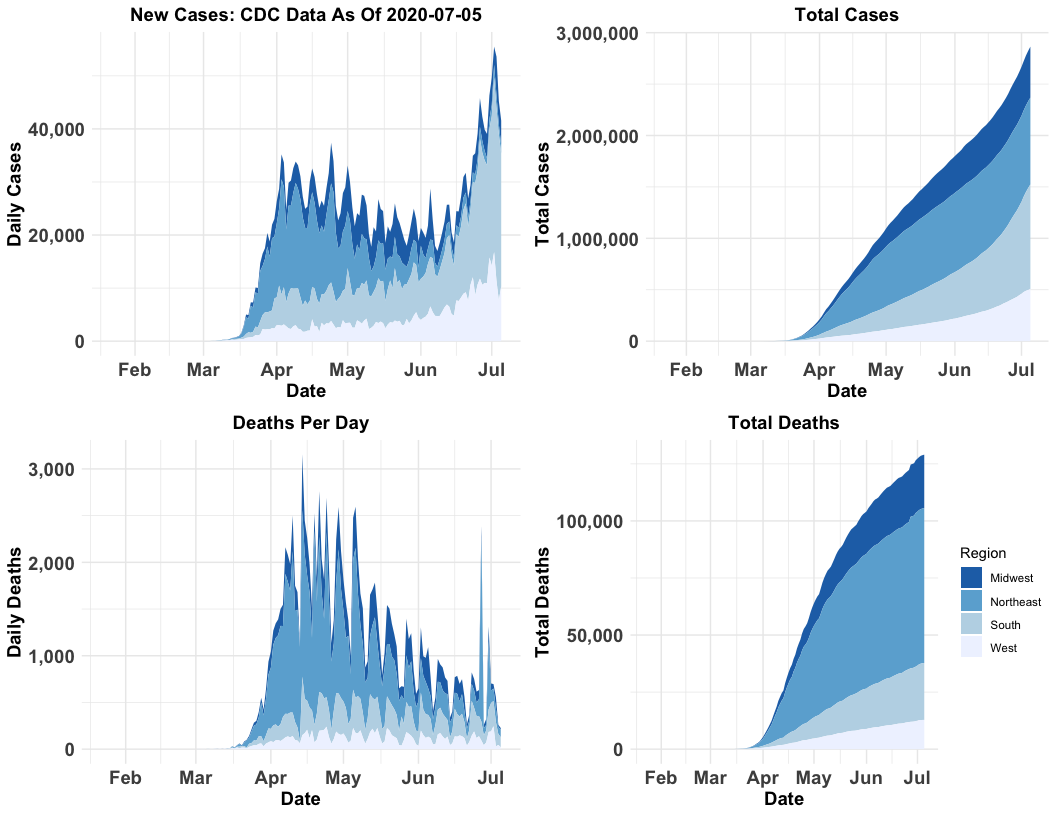 New Cases: CDC Data As Of 2020-07-05
Daily Cases
40,000
20,000
0
Feb Mar Apr May Jun Jul
Date
Total Cases
Total Cases
3,000,000
2,000,000
1,000,000
0
Feb Mar Apr May Jun Jul
Date
Deaths Per Day
Daily Deaths
3,000
2,000
1,000
0
Feb Mar Apr May Jun Jul
Date
Total Deaths
Total Deaths
100,000
50,000
0
Feb Mar Apr May Jun Jul
Date
Region
Midwest
Northeast
South
West